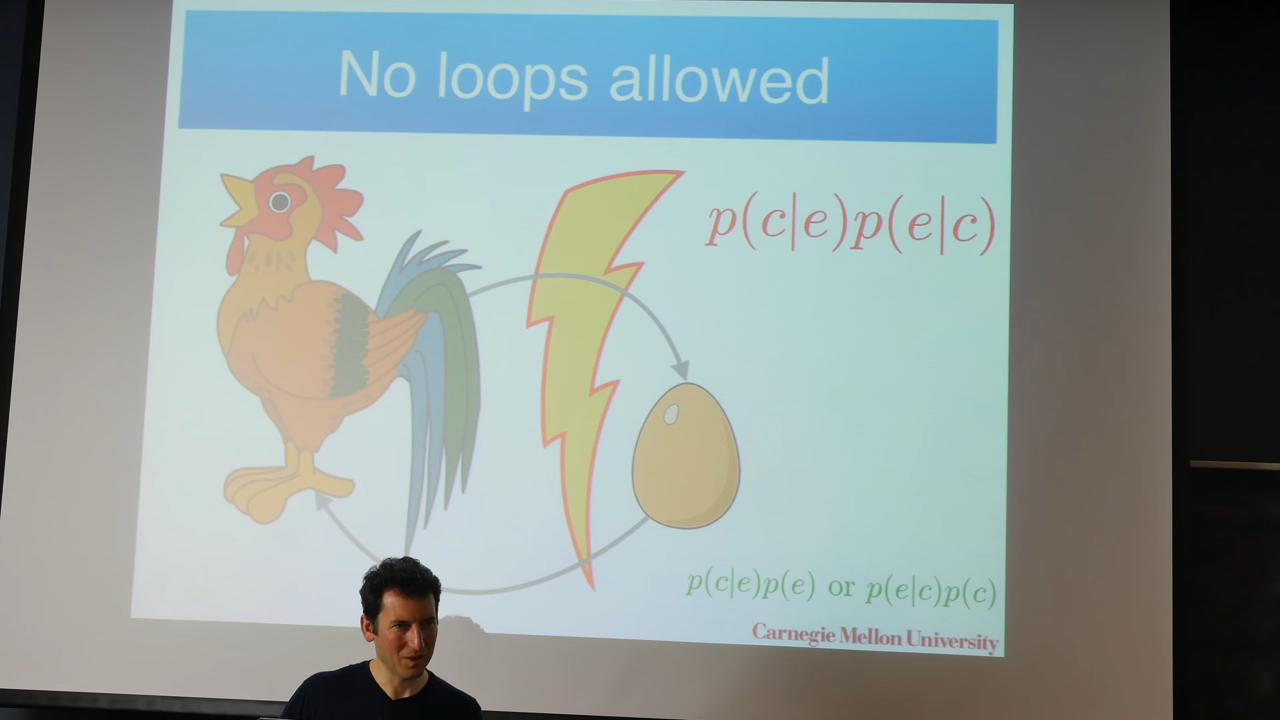 No loops allowed
p(c|e)p(e|c)
p(c|e)p(e) or p(e|c)p(c)
Carnegie Mellon University